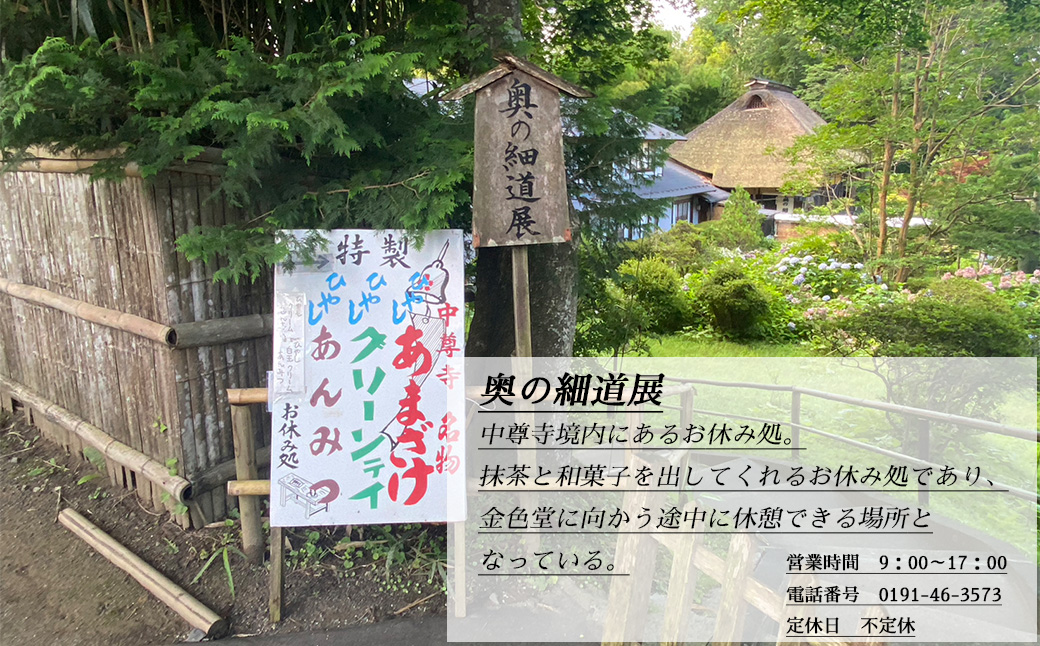 奥の細道展
特製
中尊寺 名物
ひやし
あまざけ
ひやし
グリーンティ
ひやし
あんみつ
お休み処
奥の細道展
中尊寺境内にあるお休み処。
抹茶と和菓子を出してくれるお休み処であり、
金色堂に向かう途中に休憩できる場所と
なっている。
営業時間　9：00～17：00
電話番号　0191-46-3573
定休日　不定休